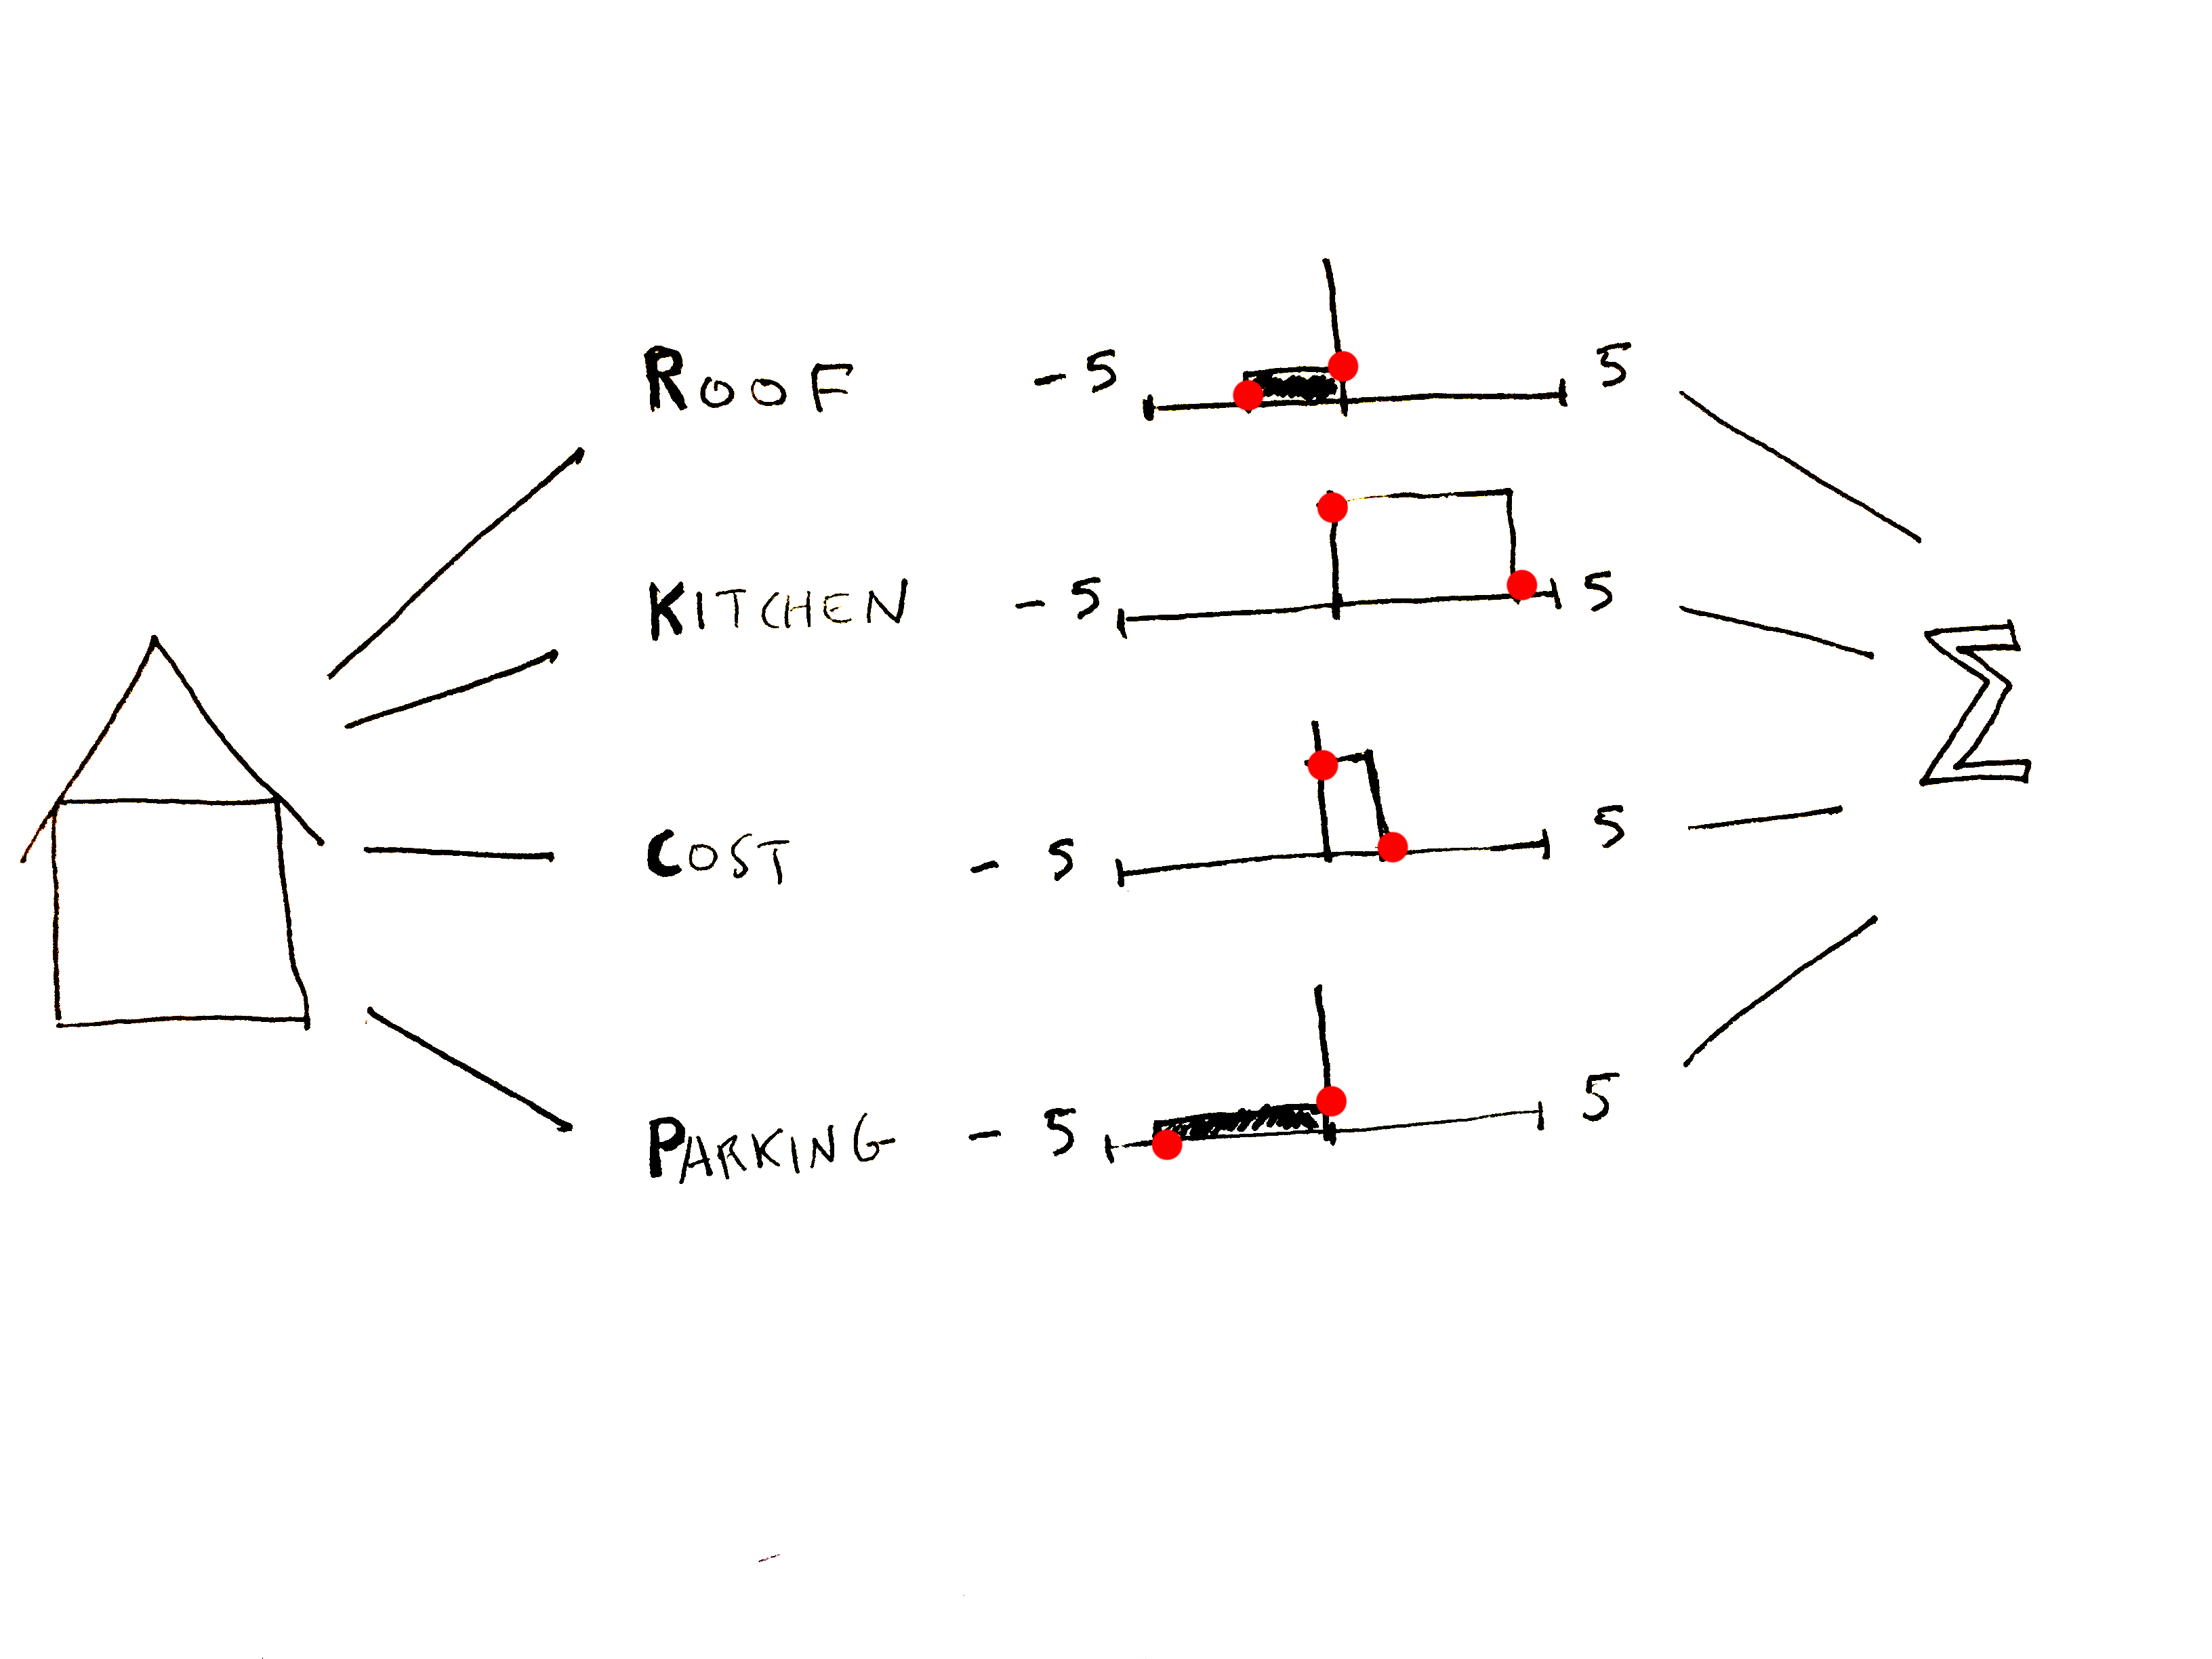 ROOF -5 5
KITCHEN -5 5
COST - 5 5
PARKING - 5 5
Σ